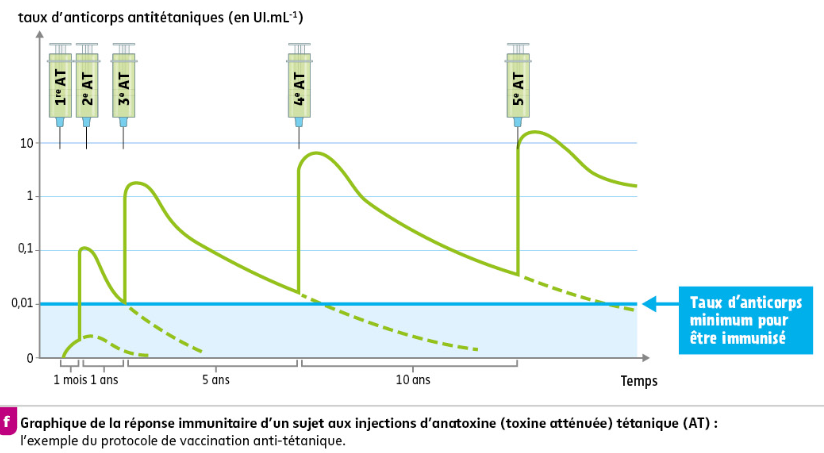 taux d'anticorps antitétaniques (en UI.mL-1)
1re AT
2e AT
3e AT
4e AT
5e AT
10
1
0,1
0,01
0
Taux d'anticorps
minimum pour
être immunisé
1 mois 1 ans
5 ans
10 ans
Temps
f Graphique de la réponse immunitaire d'un sujet aux injections d'anatoxine (toxine atténuée) tétanique (AT) :
l'exemple du protocole de vaccination anti-tétanique.